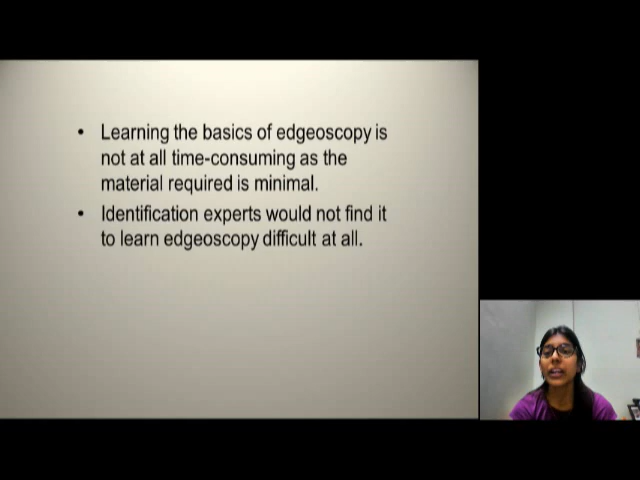 • Learning the basics of edgeoscopy is
not at all time-consuming as the
material required is minimal.
• Identification experts would not find it
to learn edgeoscopy difficult at all.